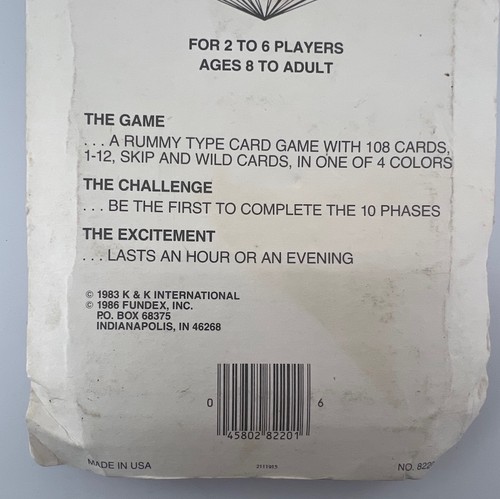 FOR 2 TO 6 PLAYERS
AGES 8 TO ADULT
THE GAME
. . . A RUMMY TYPE CARD GAME WITH 108 CARDS,
1-12, SKIP AND WILD CARDS, IN ONE OF 4 COLORS
THE CHALLENGE
. . . BE THE FIRST TO COMPLETE THE 10 PHASES
THE EXCITEMENT
. . . LASTS AN HOUR OR AN EVENING
© 1983 K & K INTERNATIONAL
© 1986 FUNDEX, INC.
P.O. BOX 68375
INDIANAPOLIS, IN 46268
0 45802 82201 6
MADE IN USA
NO.